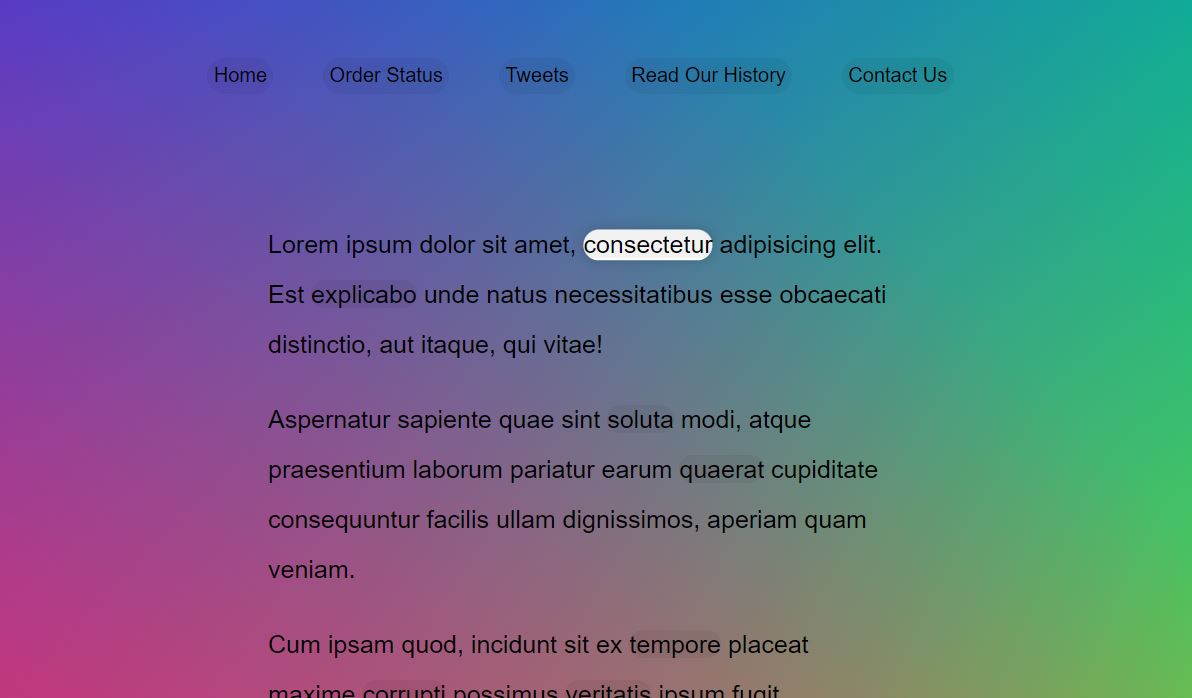 Home Order Status Tweets Read Our History Contact Us
Lorem ipsum dolor sit amet, consectetur adipisicing elit.
Est explicabo unde natus necessitatibus esse obcaecati
distinctio, aut itaque, qui vitae!
Aspernatur sapiente quae sint soluta modi, atque
praesentium laborum pariatur earum quaerat cupiditate
consequuntur facilis ullam dignissimos, aperiam quam
veniam.
Cum ipsam quod, incidunt sit ex tempore placeat
maxime corrupti possimus veritatis ipsum fugit